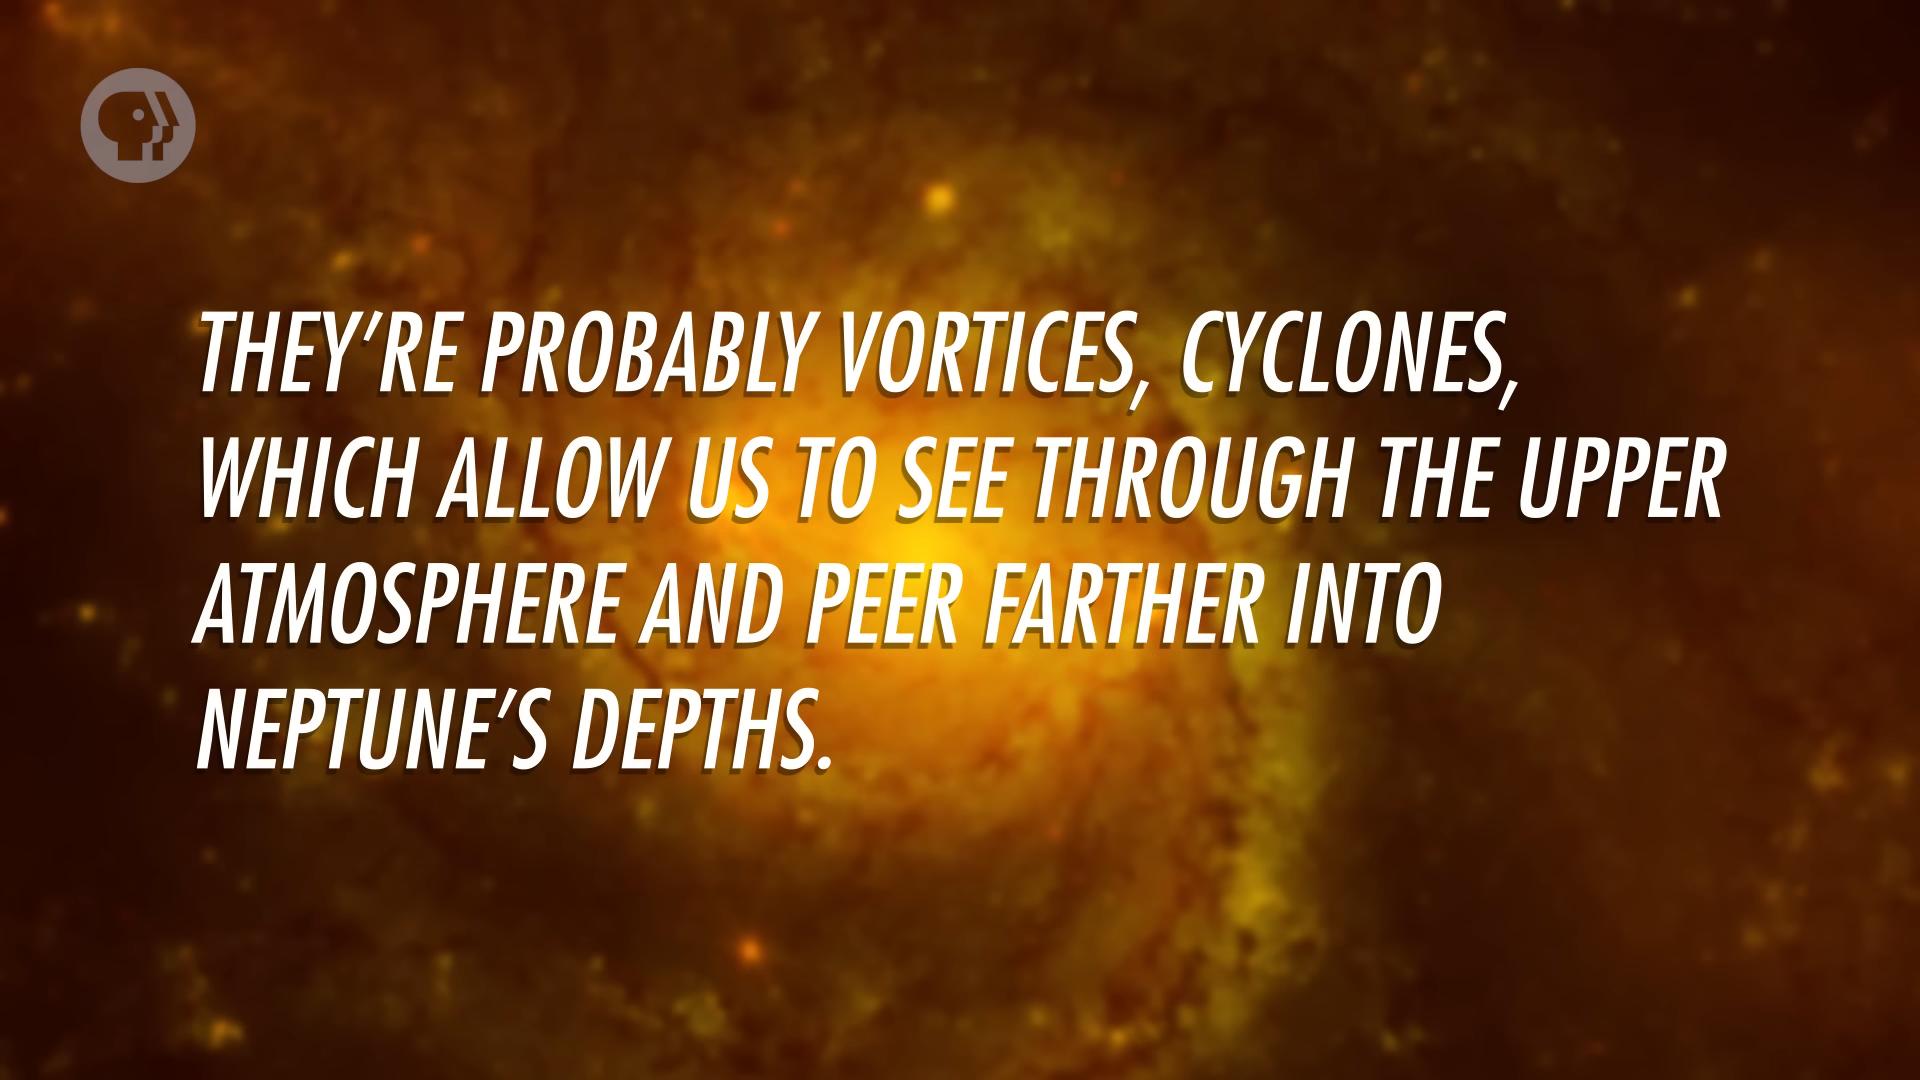 THEY’RE PROBABLY VORTICES, CYCLONES,
WHICH ALLOW US TO SEE THROUGH THE UPPER
ATMOSPHERE AND PEER FARTHER INTO
NEPTUNE’S DEPTHS.